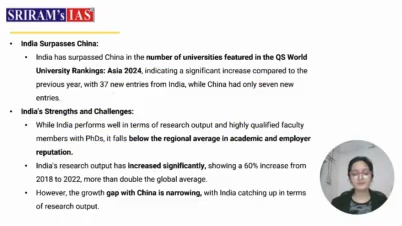 SRIRAM's IAS
India Surpasses China:
India has surpassed China in the number of universities featured in the QS World
University Rankings: Asia 2024, indicating a significant increase compared to the
previous year, with 37 new entries from India, while China had only seven new
entries.
India's Strengths and Challenges:
While India performs well in terms of research output and highly qualified faculty
members with PhDs, it falls below the regional average in academic and employer
reputation.
India's research output has increased significantly, showing a 60% increase from
2018 to 2022, more than double the global average.
However, the growth gap with China is narrowing, with India catching up in terms
of research output.